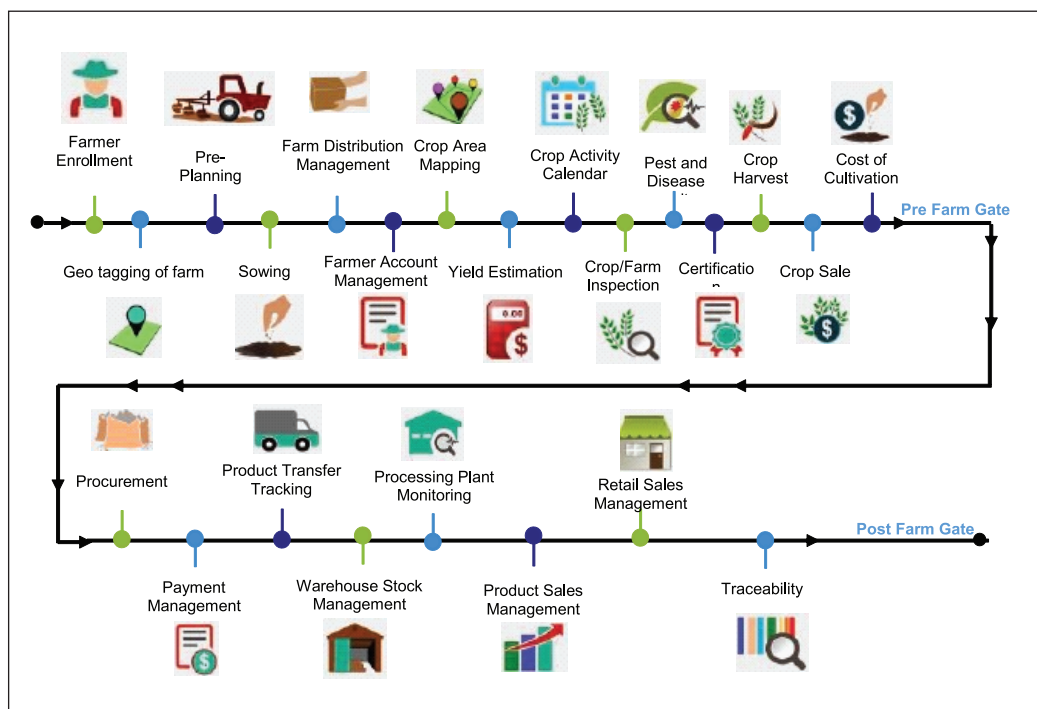 Farmer
Enrollment
Pre-
Planning
Farm Distribution
Management
Crop Area
Mapping
Crop Activity
Calendar
Pest and
Disease
Crop
Harvest
Cost of
Cultivation
Pre Farm Gate
Geo tagging of farm
Sowing
Farmer Account
Management
Yield Estimation
Crop/Farm
Inspection
Certificatio
n
Crop Sale
0.00
Procurement
Product Transfer
Tracking
Processing Plant
Monitoring
Retail Sales
Management
Post Farm Gate
Payment
Management
Warehouse Stock
Management
Product Sales
Management
Traceability